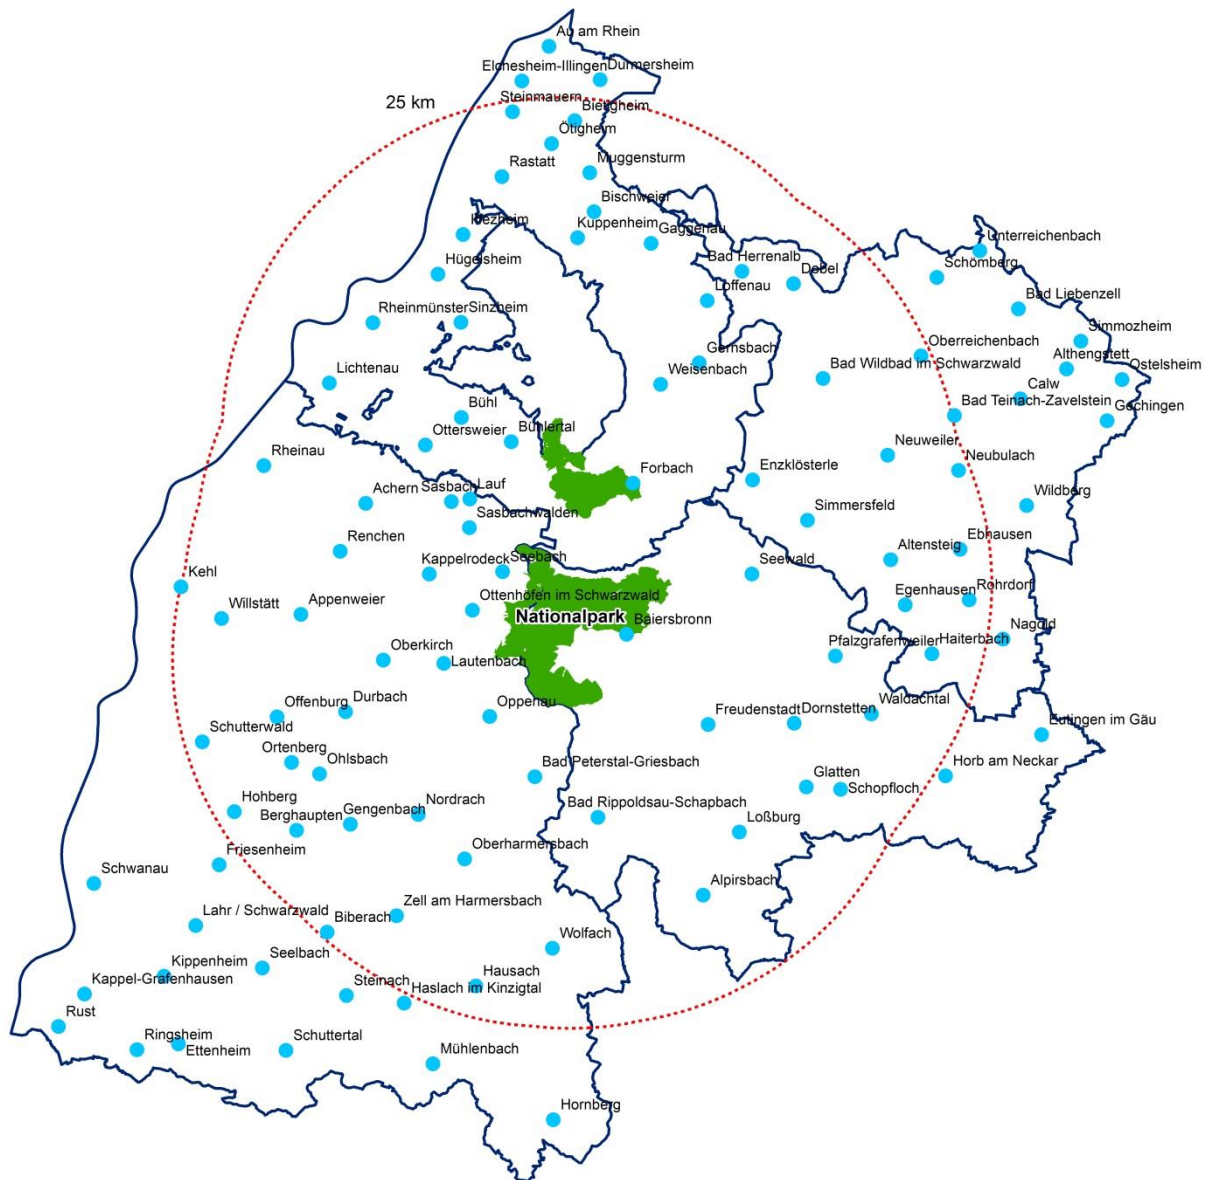 Au am Rhein
Elchesheim-Illingen
Durmersheim
25 km
Steinmauern
Bietigheim
Ötigheim
Muggensturm
Rastatt
Bischweier
Kuppenheim
Gaggenau
Iffezheim
Unterreichenbach
Bad Herrenalb
Hügelsheim
Dobel
Schömberg
Loffenau
Bad Liebenzell
Rheinmünster
Sinzheim
Simmozheim
Gernsbach
Oberreichenbach
Althengstett
Bad Wildbad im Schwarzwald
Ostelsheim
Lichtenau
Weisenbach
Calw
Bühl
Bad Teinach-Zavelstein
Gechingen
Ottersweier
Bühlertal
Rheinau
Neuweiler
Neubulach
Forbach
Enzklösterle
Achern
Sasbach
Lauf
Wildberg
Sasbachwalden
Simmersfeld
Renchen
Ebhausen
Altensteig
Kappelrodeck
Seebach
Seewald
Kehl
Egenhausen
Rohrdorf
Willstätt
Appenweier
Ottenhöfen im Schwarzwald
Nationalpark
Baiersbronn
Nagold
Oberkirch
Lautenbach
Pfalzgrafenweiler
Haiterbach
Offenburg
Durbach
Oppenau
Freudenstadt
Dornstetten
Waldachtal
Eutingen im Gäu
Schutterwald
Ortenberg
Ohlsbach
Bad Peterstal-Griesbach
Horb am Neckar
Glatten
Schopfloch
Hohberg
Berghaupten
Gengenbach
Nordrach
Bad Rippoldsau-Schapbach
Loßburg
Friesenheim
Oberharmersbach
Schwanau
Alpirsbach
Lahr / Schwarzwald
Biberach
Zell am Harmersbach
Wolfach
Kippenheim
Seelbach
Kappel-Grafenhausen
Steinach
Hausach
Haslach im Kinzigtal
Rust
Ringsheim
Ettenheim
Schuttertal
Mühlenbach
Hornberg